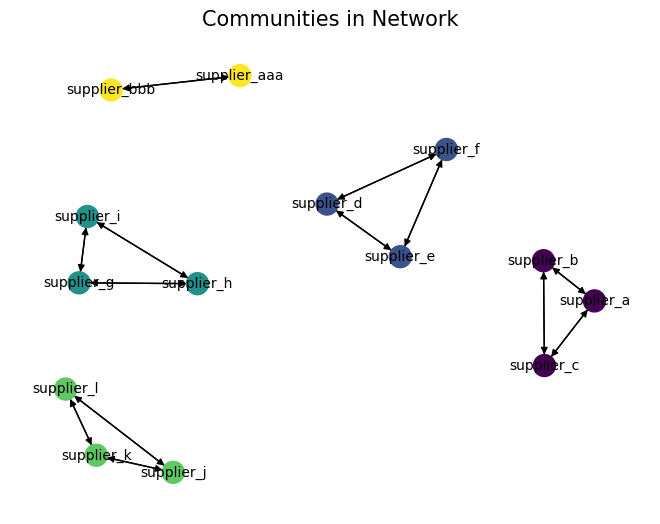 Communities in Network
supplier_aaa
supplier_bbb
supplier_f
supplier_d
supplier_i
supplier_e
supplier_b
supplier_g
supplier_h
supplier_a
supplier_c
supplier_l
supplier_k
supplier_j